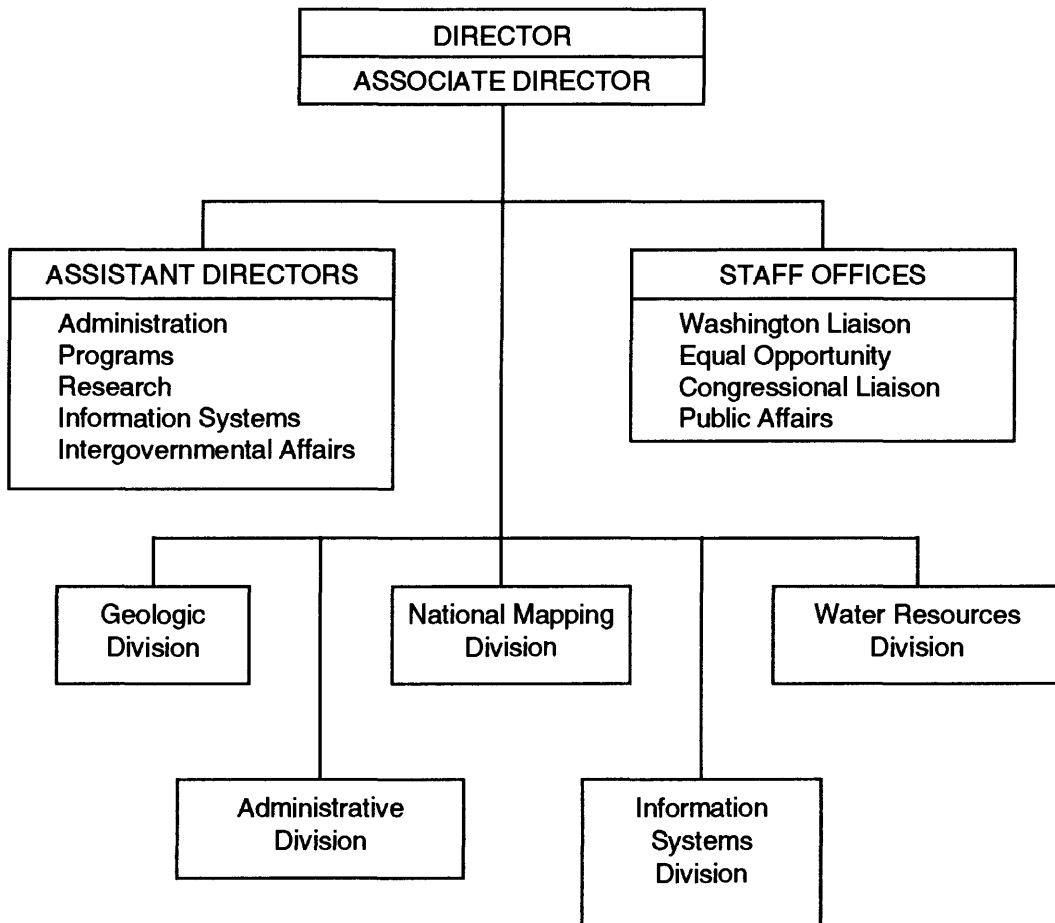 DIRECTOR
ASSOCIATE DIRECTOR
ASSISTANT DIRECTORS
Administration
Programs
Research
Information Systems
Intergovernmental Affairs
STAFF OFFICES
Washington Liaison
Equal Opportunity
Congressional Liaison
Public Affairs
Geologic
Division
National Mapping
Division
Water Resources
Division
Administrative
Division
Information
Systems
Division